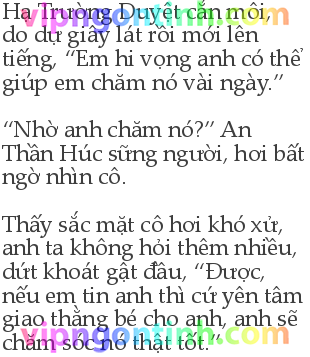 Hạ Trường Duyệt cắn môi,
do dự giây lát rồi mới lên
tiếng, “Em hi vọng anh có thể
giúp em chăm nó vài ngày.”
“Nhờ anh chăm nó?” An
Thần Húc sững người, hơi bất
ngờ nhìn cô.
Thấy sắc mặt cô hơi khó xử,
anh ta không hỏi thêm nhiều,
dứt khoát gật đầu, “Được,
nếu em tin anh thì cứ yên tâm
giao thằng bé cho anh, anh sẽ
chăm sóc nó thật tốt.”
vipngontinh.com
vipngontinh.com